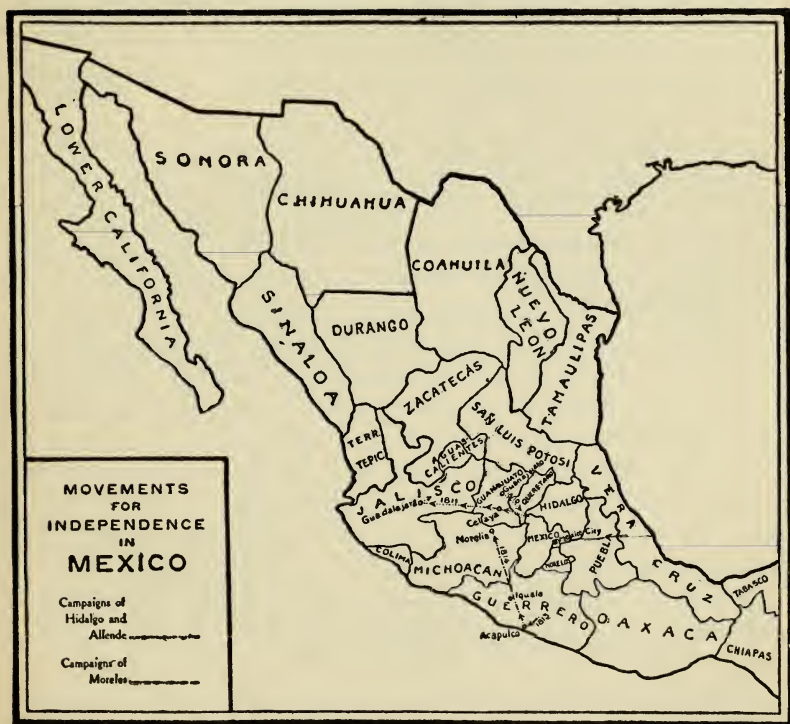 LOWER CALIFORNIA
SONORA
CHIHUAHUA
COAHUILA
NUEVO
LEON
TAMAULIPAS
SINALOA
DURANGO
ZACATECAS
SAN LUIS POTOSI
TERR.
TEPIC
AGUAS-
CALIENTES
JALISCO
Guadalajara
1811
GUANAJUATO
QUERETARO
Celaya
HIDALGO
VERA CRUZ
Morelia
MEXICO
Mexico City
PUEBLA
COLIMA
MICHOACAN
1814
MORELOS
GUERRERO
Iguala
Acapulco
1812
OAXACA
TABASCO
CHIAPAS
MOVEMENTS
FOR
INDEPENDENCE
IN
MEXICO
Campaigns of
Hidalgo and
Allende
Campaigns of
Moreles